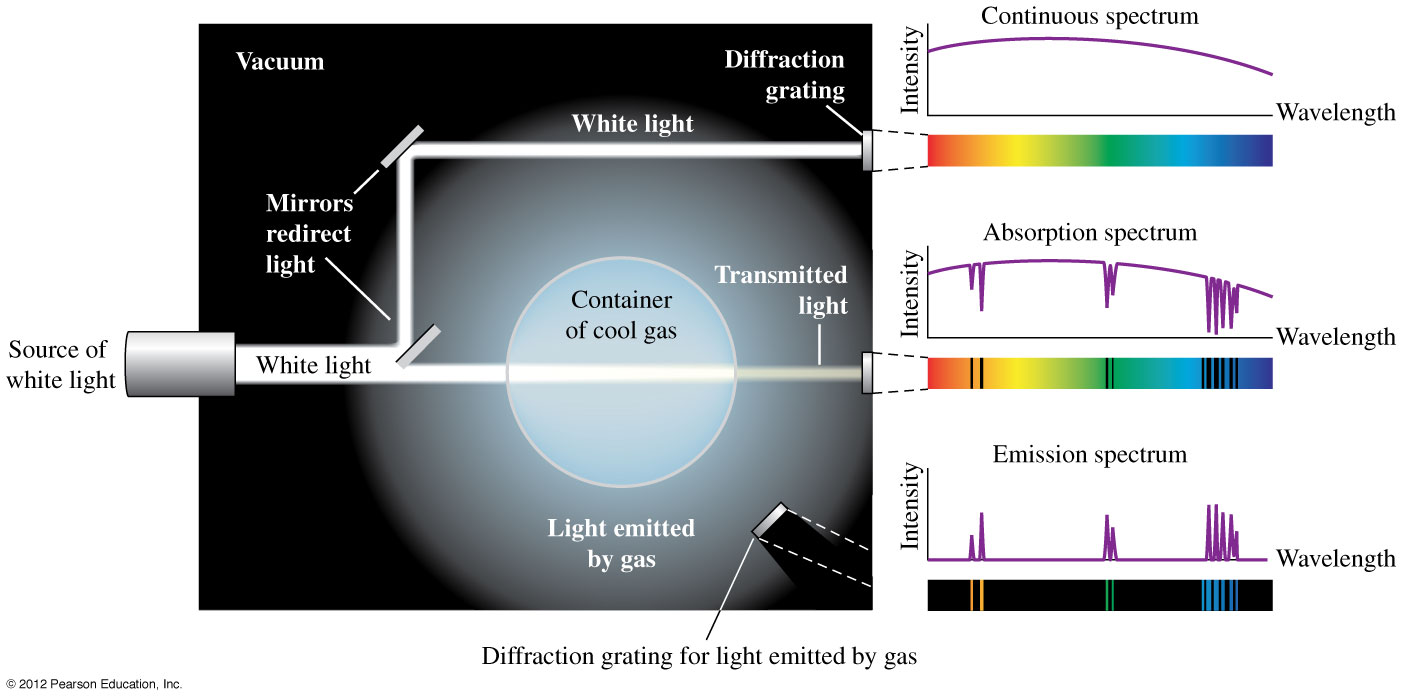 Vacuum
Diffraction
grating
White light
Mirrors
redirect
light
Container
of cool gas
Transmitted
light
Source of
white light
White light
Light emitted
by gas
Diffraction grating for light emitted by gas
Continuous spectrum
Intensity
Wavelength
Absorption spectrum
Intensity
Wavelength
Emission spectrum
Intensity
Wavelength
© 2012 Pearson Education, Inc.